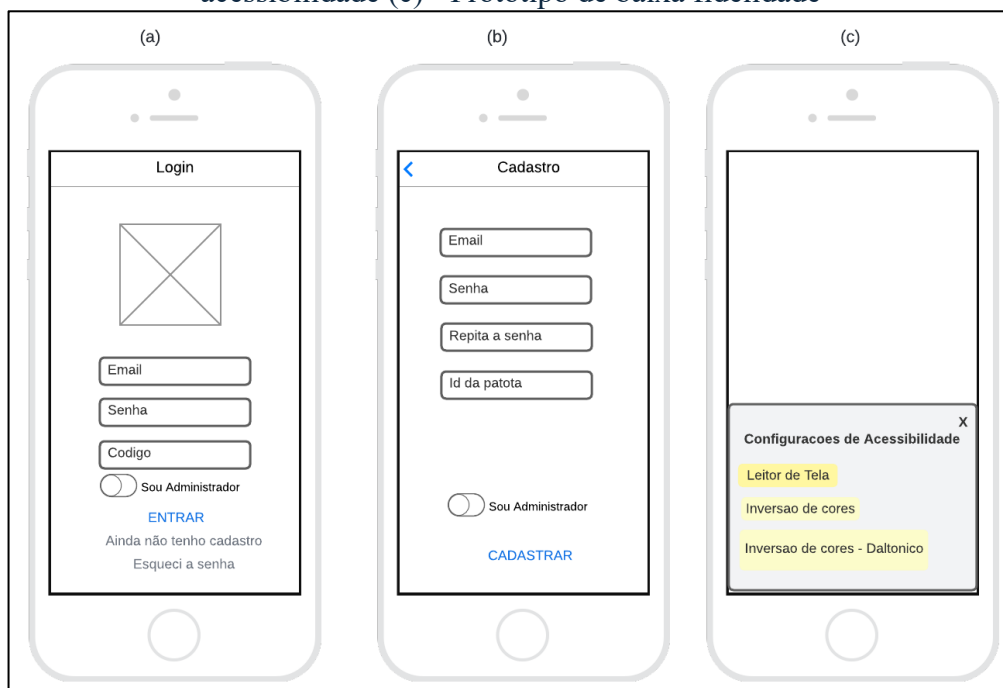 acessibilidade (c) - Protótipo de baixa fidelidade
(a)
Login
Email
Senha
Codigo
Sou Administrador
ENTRAR
Ainda não tenho cadastro
Esqueci a senha
(b)
Cadastro
Email
Senha
Repita a senha
Id da patota
Sou Administrador
CADASTRAR
(c)
X
Configuracoes de Acessibilidade
Leitor de Tela
Inversao de cores
Inversao de cores - Daltonico